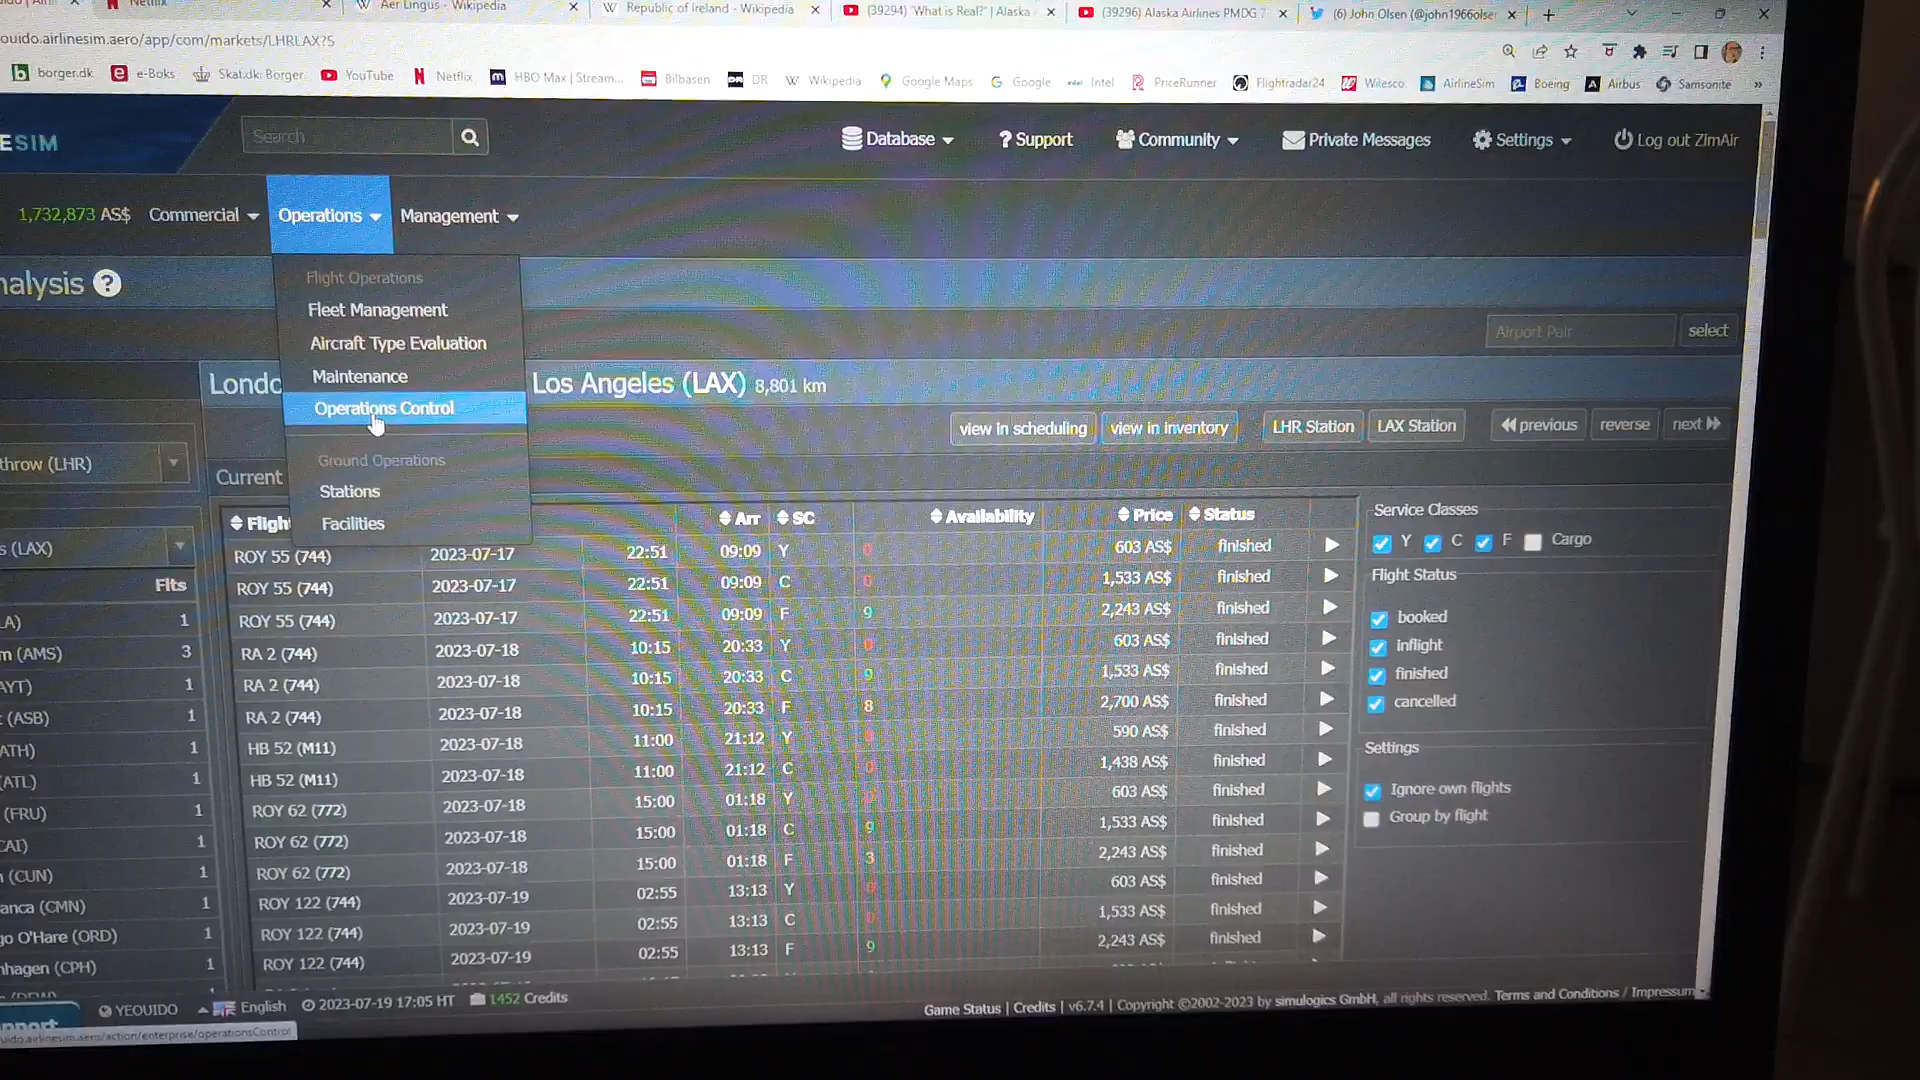 Netflix
Aer Lingus - Wikipedia
Republic of Ireland - Wikipedia
(39294) "What is Real?" | Alaska
(39296) Alaska Airlines PMDG 7
(6) John Olsen (@john1966olse
ouido.airlinesim.aero/app/com/markets/LHRLAX?5
borger.dk
e-Boks
Skat.dk: Borger
YouTube
Netflix
HBO Max | Stream...
Bilbasen
DR
Wikipedia
Google Maps
Google
Intel
PriceRunner
Flightradar24
Wilesco
AirlineSim
Boeing
Airbus
Samsonite
»
ESIM
Search
Database
? Support
Community
Private Messages
Settings
Log out ZimAir
1,732,873 AS$
Commercial
Operations
Management
Flight Operations
Fleet Management
Aircraft Type Evaluation
Maintenance
Operations Control
Ground Operations
Stations
Facilities
nalysis ?
Airport Pair
select
Londo
Los Angeles (LAX) 8,801 km
view in scheduling
view in inventory
LHR Station
LAX Station
previous
reverse
next
throw (LHR)
s (LAX)
Flts
LA) 1
m (AMS) 3
AYT) 1
t (ASB) 1
ATH) 1
(ATL) 1
(FRU) 1
CAI) 1
n (CUN) 1
anca (CMN) 1
go O'Hare (ORD) 1
nhagen (CPH) 1
Current
Fligh Arr SC Availability Price Status
ROY 55 (744) 2023-07-17 22:51 09:09 Y 0 603 AS$ finished
ROY 55 (744) 2023-07-17 22:51 09:09 C 0 1,533 AS$ finished
ROY 55 (744) 2023-07-17 22:51 09:09 F 9 2,243 AS$ finished
RA 2 (744) 2023-07-18 10:15 20:33 Y 0 603 AS$ finished
RA 2 (744) 2023-07-18 10:15 20:33 C 9 1,533 AS$ finished
RA 2 (744) 2023-07-18 10:15 20:33 F 8 2,700 AS$ finished
HB 52 (M11) 2023-07-18 11:00 21:12 Y 0 590 AS$ finished
HB 52 (M11) 2023-07-18 11:00 21:12 C 0 1,438 AS$ finished
ROY 62 (772) 2023-07-18 15:00 01:18 Y 0 603 AS$ finished
ROY 62 (772) 2023-07-18 15:00 01:18 C 9 1,533 AS$ finished
ROY 62 (772) 2023-07-18 15:00 01:18 F 3 2,243 AS$ finished
ROY 122 (744) 2023-07-19 02:55 13:13 Y 0 603 AS$ finished
ROY 122 (744) 2023-07-19 02:55 13:13 C 0 1,533 AS$ finished
ROY 122 (744) 2023-07-19 02:55 13:13 F 9 2,243 AS$ finished
Service Classes
Y C F Cargo
Flight Status
booked
inflight
finished
cancelled
Settings
Ignore own flights
Group by flight
YEOUIDO
English
2023-07-19 17:05 HT
1452 Credits
Game Status | Credits | v6.7.4 | Copyright ©2002-2023 by simulogics GmbH, all rights reserved. Terms and Conditions / Impressum
ouido.airlinesim.aero/action/enterprise/operationsControl